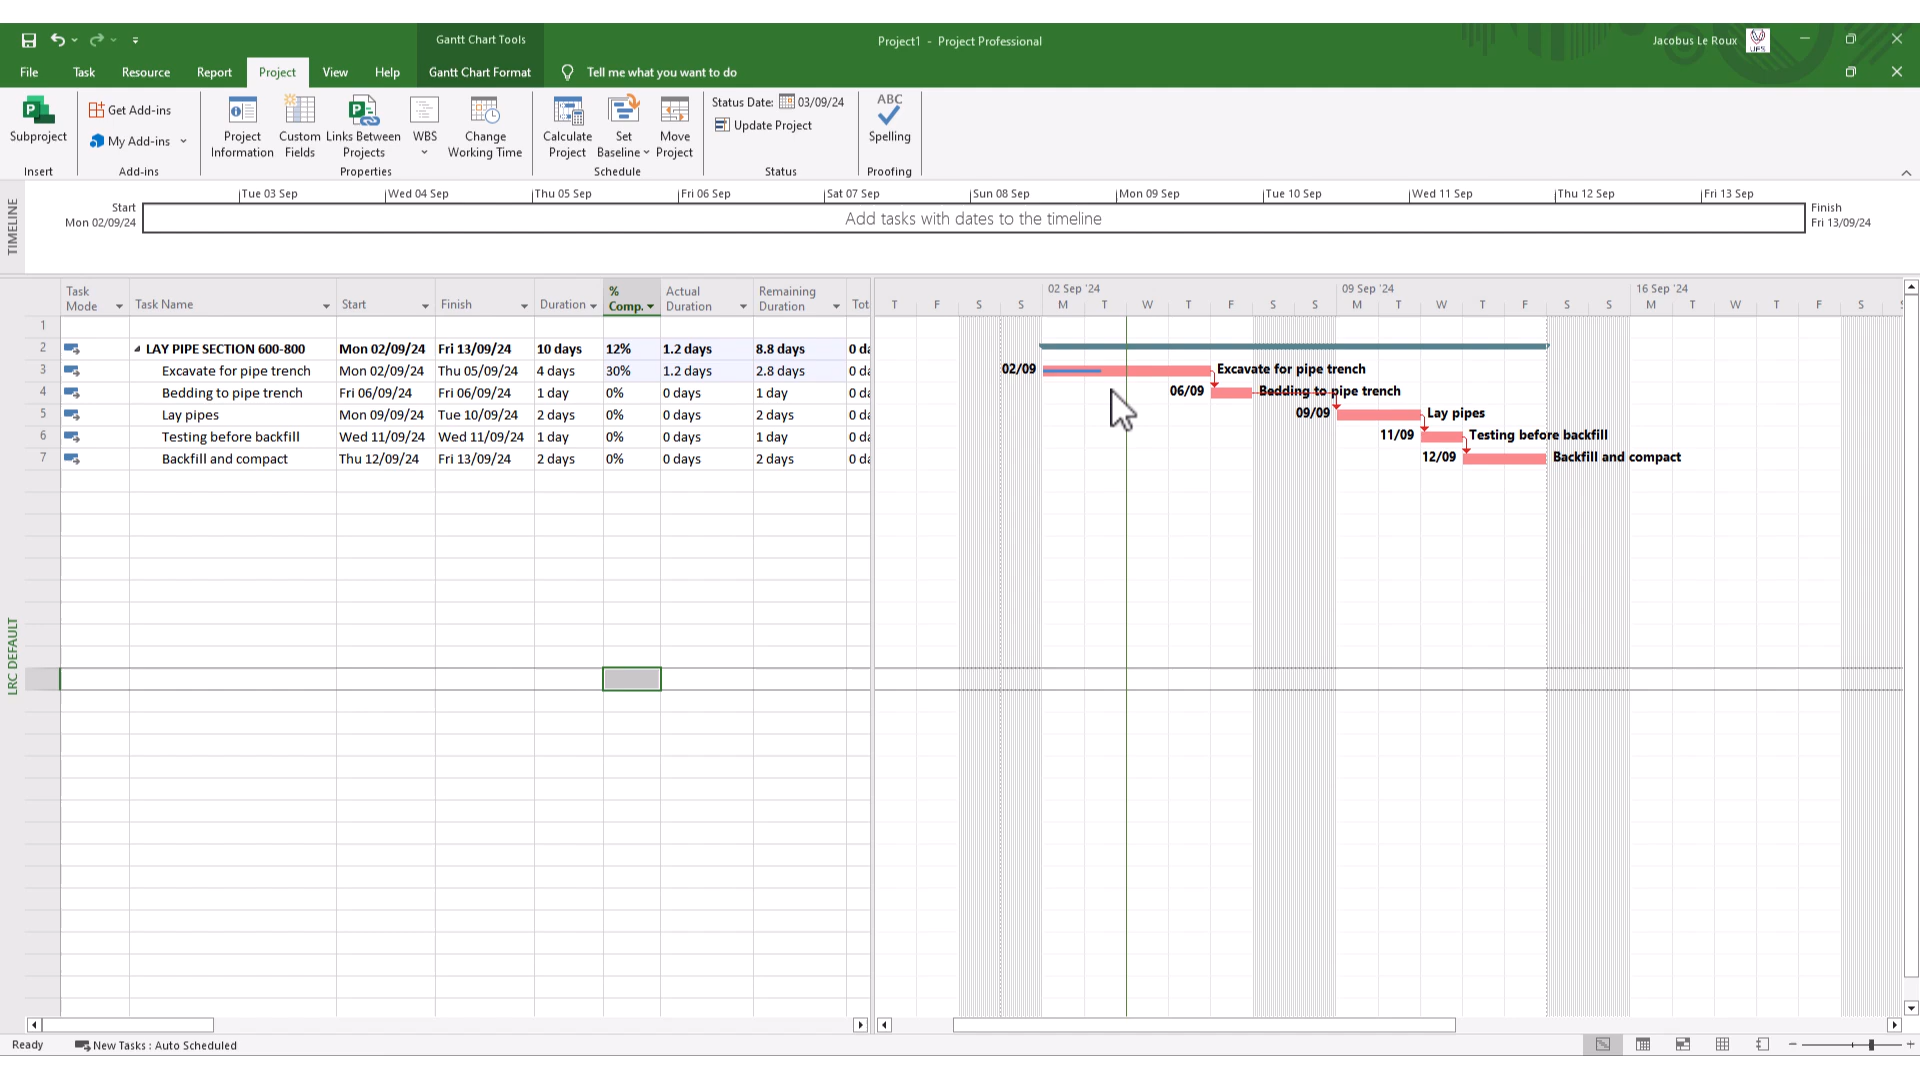 Gantt Chart Tools
Project1 - Project Professional
Jacobus Le Roux
File Task Resource Report Project View Help Gantt Chart Format Tell me what you want to do
Subproject
Insert
Get Add-ins
My Add-ins
Add-ins
Project Information
Custom Fields
Links Between Projects
WBS
Change Working Time
Properties
Calculate Project
Set Baseline
Move Project
Schedule
Status Date: 03/09/24
Update Project
Status
ABC
Spelling
Proofing
TIMELINE
Tue 03 Sep Wed 04 Sep Thu 05 Sep Fri 06 Sep Sat 07 Sep Sun 08 Sep Mon 09 Sep Tue 10 Sep Wed 11 Sep Thu 12 Sep Fri 13 Sep
Start
Mon 02/09/24
Add tasks with dates to the timeline
Finish
Fri 13/09/24
Task Mode Task Name Start Finish Duration % Comp. Actual Duration Remaining Duration Tot
1
2 LAY PIPE SECTION 600-800 Mon 02/09/24 Fri 13/09/24 10 days 12% 1.2 days 8.8 days 0 da
3 Excavate for pipe trench Mon 02/09/24 Thu 05/09/24 4 days 30% 1.2 days 2.8 days 0 da
4 Bedding to pipe trench Fri 06/09/24 Fri 06/09/24 1 day 0% 0 days 1 day 0 da
5 Lay pipes Mon 09/09/24 Tue 10/09/24 2 days 0% 0 days 2 days 0 da
6 Testing before backfill Wed 11/09/24 Wed 11/09/24 1 day 0% 0 days 1 day 0 da
7 Backfill and compact Thu 12/09/24 Fri 13/09/24 2 days 0% 0 days 2 days 0 da
02 Sep '24 09 Sep '24 16 Sep '24
T F S S M T W T F S S M T W T F S S M T W T F S
02/09 Excavate for pipe trench
06/09 Bedding to pipe trench
09/09 Lay pipes
11/09 Testing before backfill
12/09 Backfill and compact
LRC DEFAULT
Ready New Tasks : Auto Scheduled